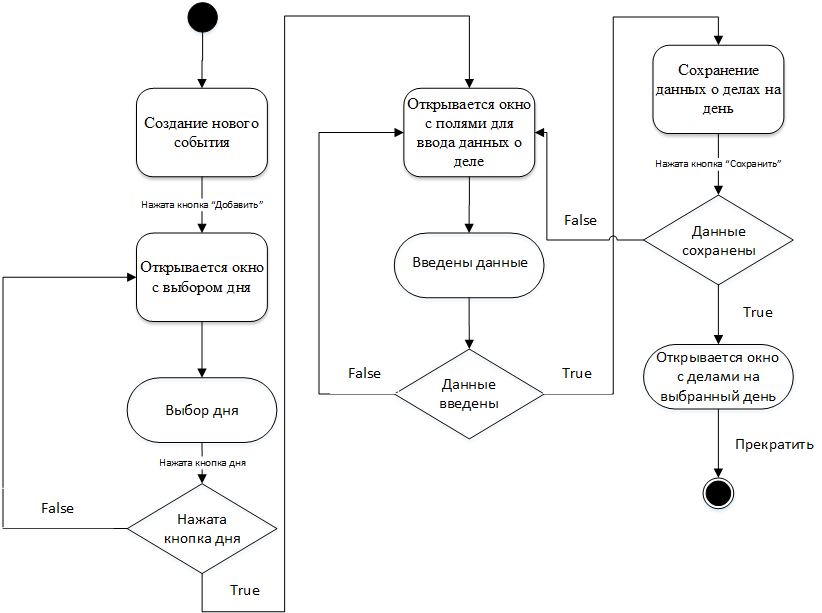 Создание нового
события
Нажата кнопка “Добавить”
Открывается окно
с выбором дня
Выбор дня
Нажата кнопка дня
Нажата
кнопка дня
False
True
Открывается окно
с полями для
ввода данных о
деле
Введены данные
Данные
введены
False
True
Сохранение
данных о делах на
день
Нажата кнопка “Сохранить”
Данные
сохранены
False
True
Открывается окно
с делами на
выбранный день
Прекратить